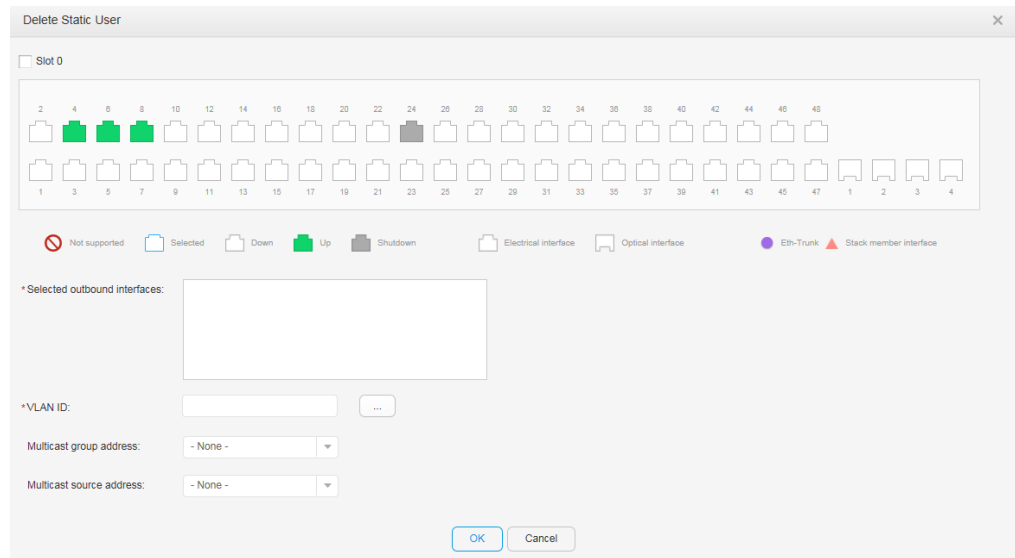 Delete Static User
Slot 0
2 4 6 8 10 12 14 16 18 20 22 24 26 28 30 32 34 36 38 40 42 44 46 48
1 3 5 7 9 11 13 15 17 19 21 23 25 27 29 31 33 35 37 39 41 43 45 47 1 2 3 4
Not supported Selected Down Up Shutdown Electrical interface Optical interface Eth-Trunk Stack member interface
*Selected outbound interfaces:
*VLAN ID: ...
Multicast group address: - None -
Multicast source address: - None -
OK Cancel